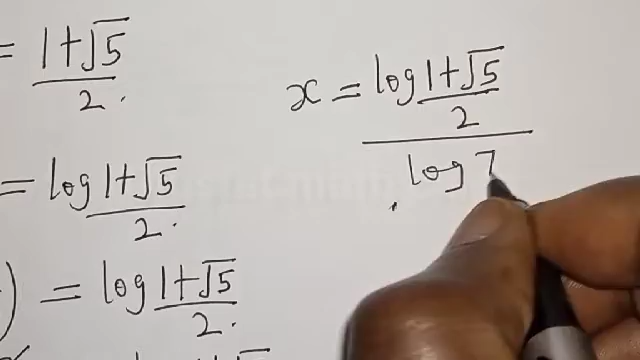 = 1+√5/2.
= log 1+√5/2.
) = log 1+√5/2.
x = log 1+√5/2 / log 7